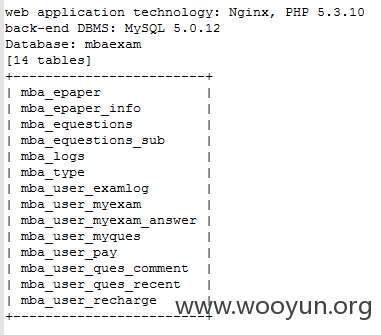 web application technology: Nginx, PHP 5.3.10
back-end DBMS: MySQL 5.0.12
Database: mbaexam
[14 tables]
+-----------------------+
| mba_epaper            |
| mba_epaper_info       |
| mba_equestions        |
| mba_equestions_sub    |
| mba_logs              |
| mba_type              |
| mba_user_examlog      |
| mba_user_myexam       |
| mba_user_myexam_answer |
| mba_user_myques       |
| mba_user_pay          |
| mba_user_ques_comment |
| mba_user_ques_recent  |
| mba_user_recharge     |
+-----------------------+
www.wooyun.org